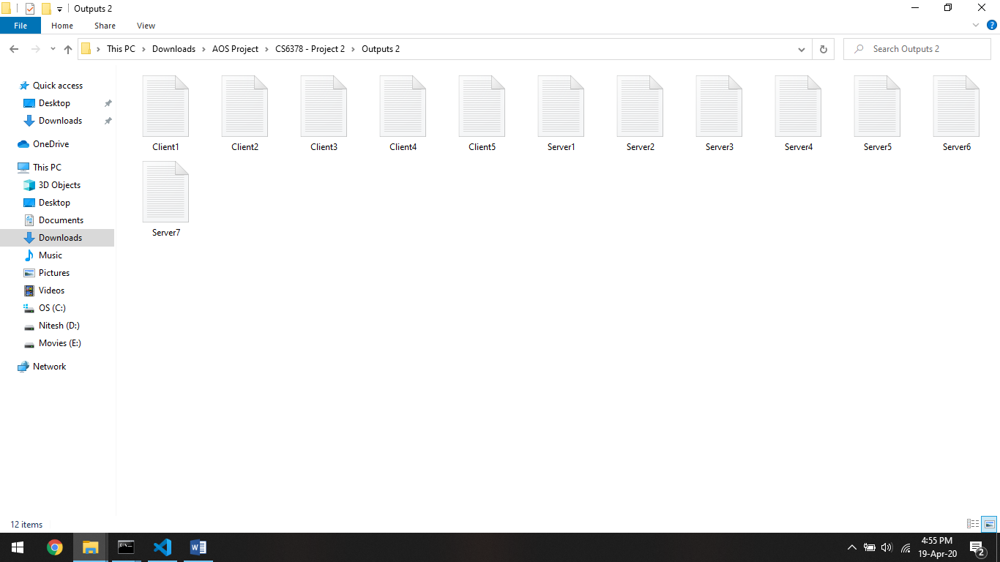 Outputs 2
File Home Share View
This PC Downloads AOS Project CS6378 - Project 2 Outputs 2
Search Outputs 2
Quick access
Desktop
Downloads
OneDrive
This PC
3D Objects
Desktop
Documents
Downloads
Music
Pictures
Videos
OS (C:)
Nitesh (D:)
Movies (E:)
Network
Client1 Client2 Client3 Client4 Client5 Server1 Server2 Server3 Server4 Server5 Server6
Server7
12 items
4:55 PM
19-Apr-20
2